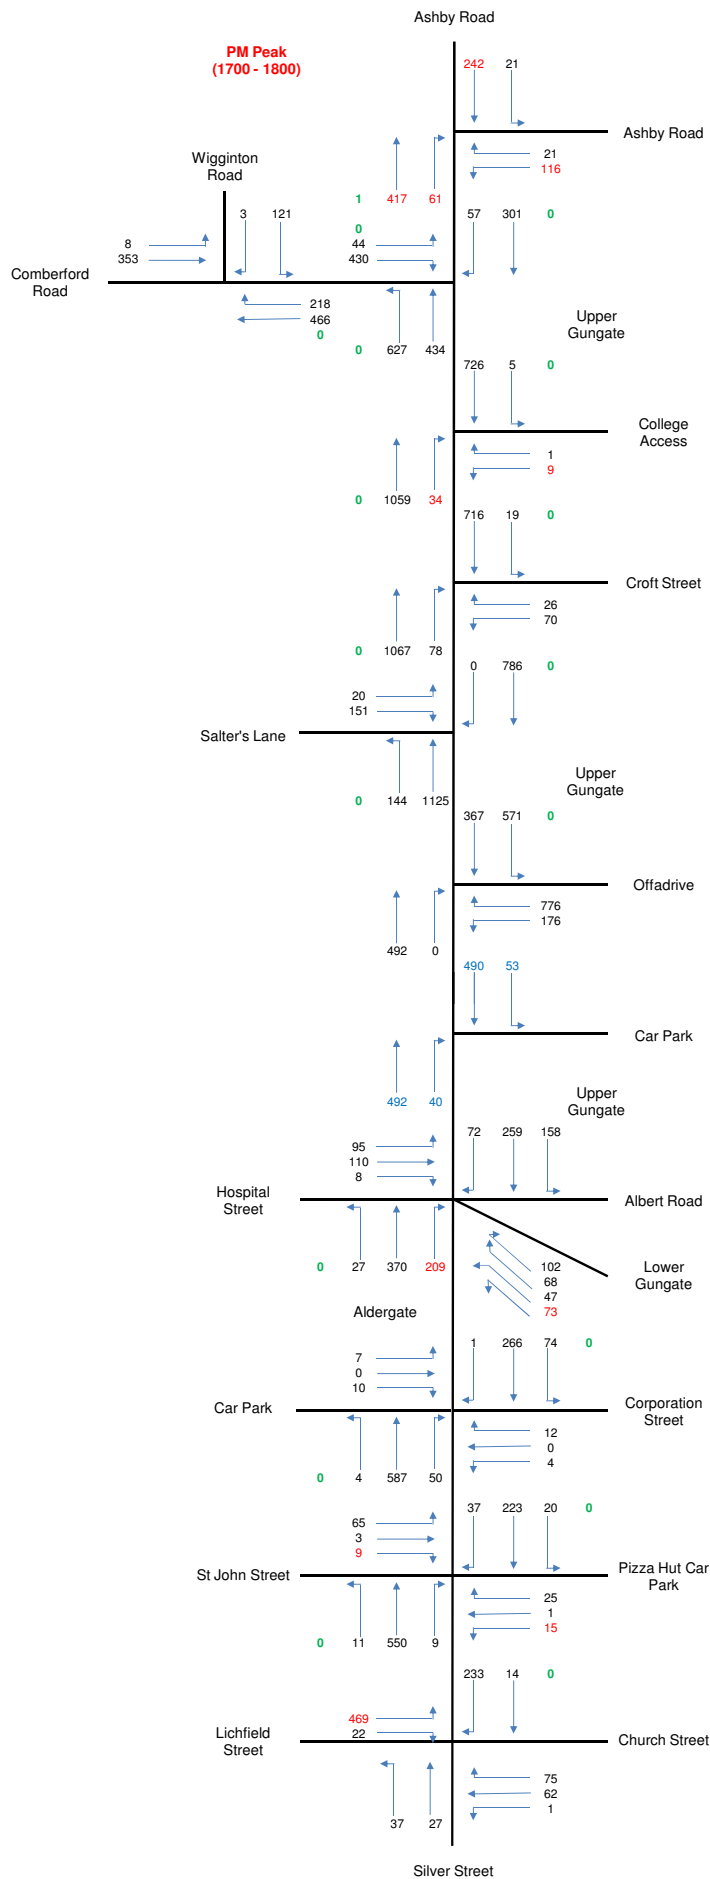 Ashby Road
PM Peak
(1700 - 1800)
242 21
Ashby Road
21
116
Wigginton
Road
1 417 61
0
3 121
57 301 0
8
353
44
430
Comberford
Road
218
466
0
0 627 434
Upper
Gungate
726 5 0
College
Access
1
9
0 1059 34
716 19 0
Croft Street
26
70
0 1067 78
0 786 0
20
151
Salter's Lane
0 144 1125
Upper
Gungate
367 571 0
Offadrive
776
176
492 0
490 53
Car Park
492 40
Upper
Gungate
72 259 158
95
110
8
Hospital
Street
Albert Road
0 27 370 209
102
68
47
73
Lower
Gungate
Aldergate
1 266 74 0
7
0
10
Car Park
Corporation
Street
12
0
4
0 4 587 50
37 223 20 0
65
3
9
St John Street
Pizza Hut Car
Park
25
1
15
0 11 550 9
233 14 0
469
22
Lichfield
Street
Church Street
75
62
1
37 27
Silver Street